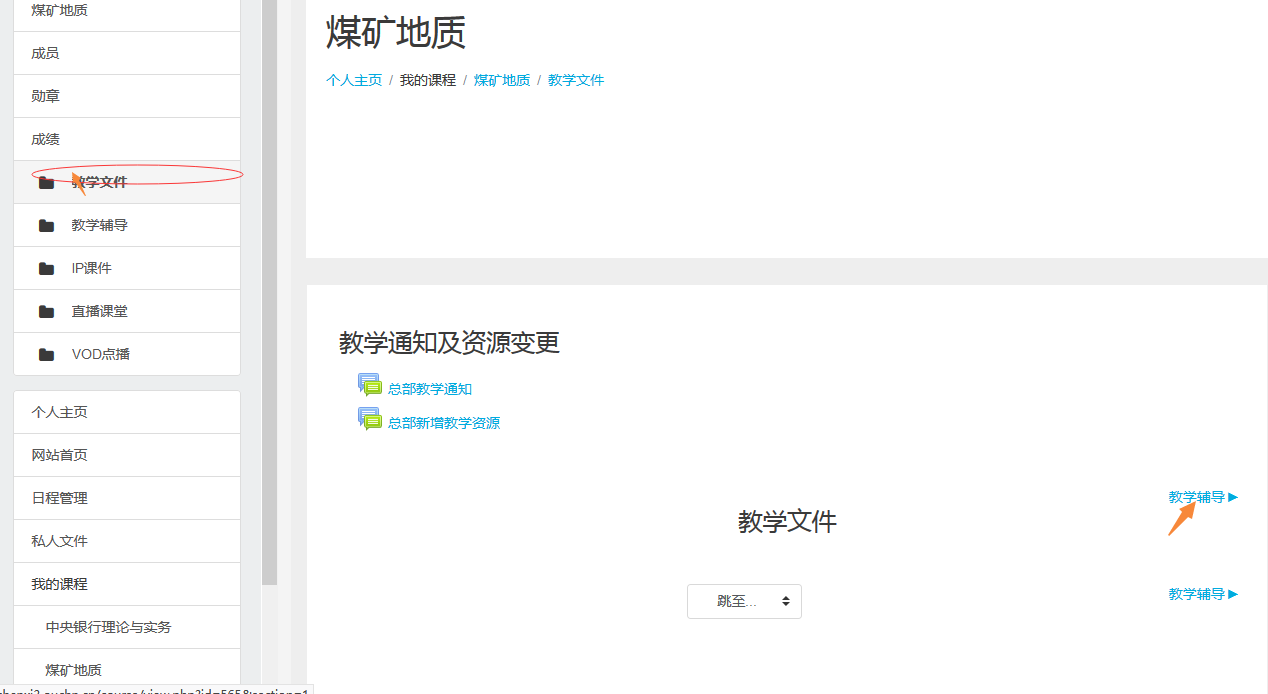 煤矿地质
成员
勋章
成绩
教学文件
教学辅导
IP课件
直播课堂
VOD点播
个人主页
网站首页
日程管理
私人文件
我的课程
中央银行理论与实务
煤矿地质
煤矿地质
个人主页 / 我的课程 / 煤矿地质 / 教学文件
教学通知及资源变更
总部教学通知
总部新增教学资源
教学辅导▶
教学文件
跳至...
教学辅导▶